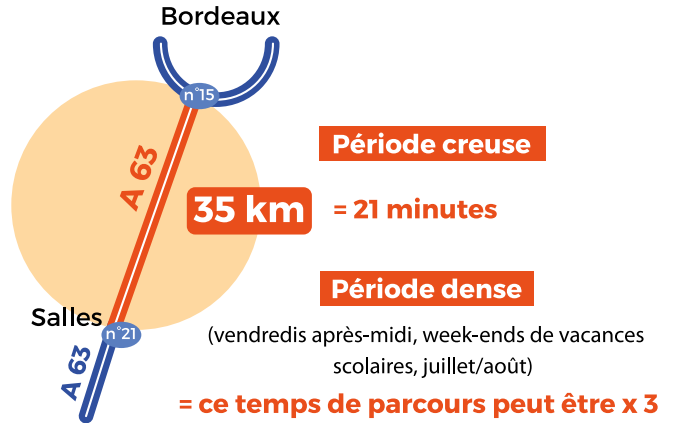 Bordeaux
n°15
Période creuse
A 63
35 km
= 21 minutes
Période dense
Salles
n°21
(vendredis après-midi, week-ends de vacances
scolaires, juillet/août)
A 63
= ce temps de parcours peut être x 3